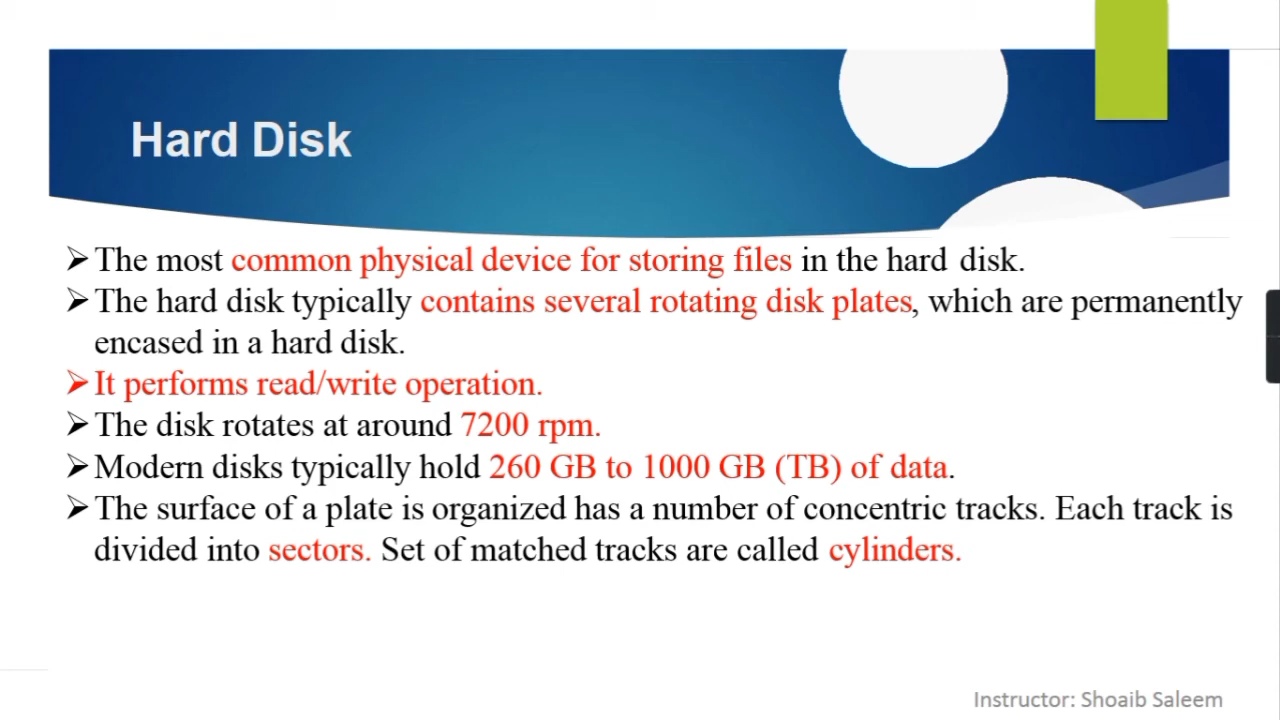 Hard Disk
➢The most common physical device for storing files in the hard disk.
➢The hard disk typically contains several rotating disk plates, which are permanently
encased in a hard disk.
➢It performs read/write operation.
➢The disk rotates at around 7200 rpm.
➢Modern disks typically hold 260 GB to 1000 GB (TB) of data.
➢The surface of a plate is organized has a number of concentric tracks. Each track is
divided into sectors. Set of matched tracks are called cylinders.
Instructor: Shoaib Saleem